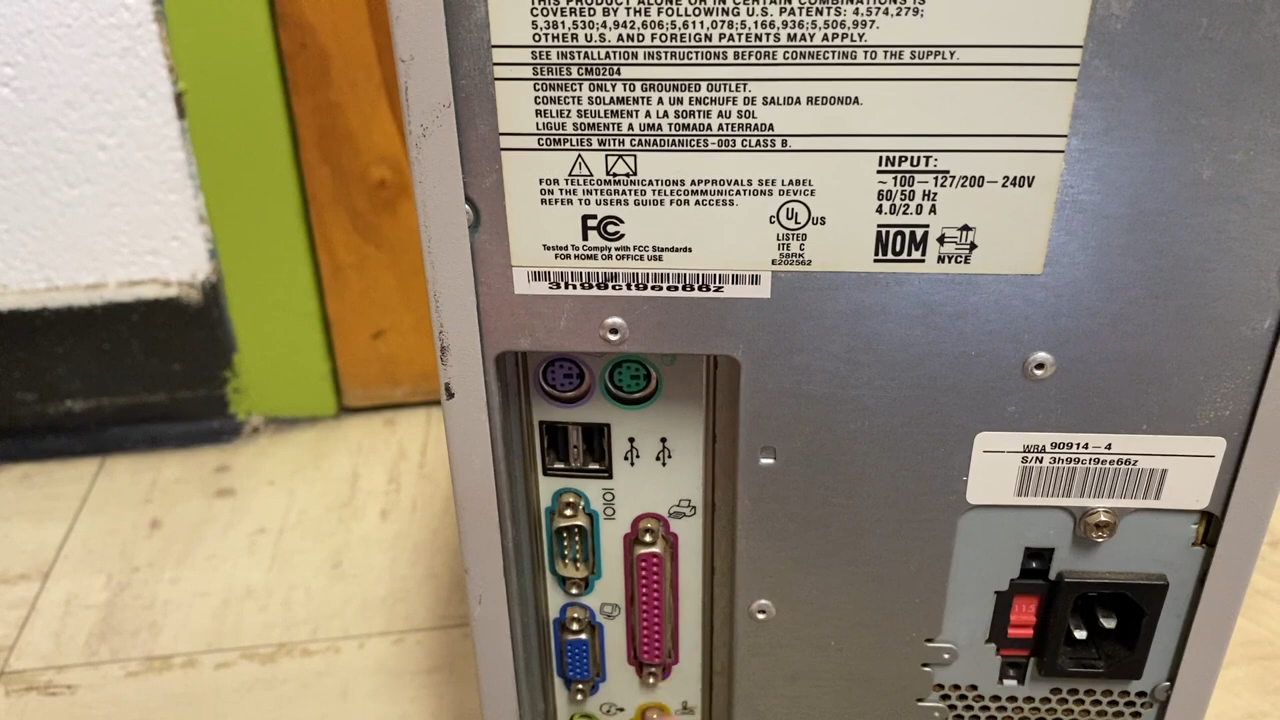 THIS PRODUCT ALONE OR IN CERTAIN COMBINATIONS IS
COVERED BY THE FOLLOWING U.S. PATENTS: 4,574,279;
5,381,530;4,942,606;5,611,078;5,166,936;5,506,997.
OTHER U.S. AND FOREIGN PATENTS MAY APPLY.
SEE INSTALLATION INSTRUCTIONS BEFORE CONNECTING TO THE SUPPLY.
SERIES CM0204
CONNECT ONLY TO GROUNDED OUTLET.
CONECTE SOLAMENTE A UN ENCHUFE DE SALIDA REDONDA.
RELIEZ SEULEMENT A LA SORTIE AU SOL
LIGUE SOMENTE A UMA TOMADA ATERRADA
COMPLIES WITH CANADIANICES-003 CLASS B.
FOR TELECOMMUNICATIONS APPROVALS SEE LABEL
ON THE INTEGRATED TELECOMMUNICATIONS DEVICE
REFER TO USERS GUIDE FOR ACCESS.
FC
Tested To Comply with FCC Standards
FOR HOME OR OFFICE USE
C UL US
LISTED
ITE C
58RK
E202562
INPUT:
~ 100-127/200-240V
60/50 Hz
4.0/2.0 A
NOM
NYCE
3h99ct9ee66z
WRA 90914-4
S/N 3h99ct9ee66z
IOIOI
115